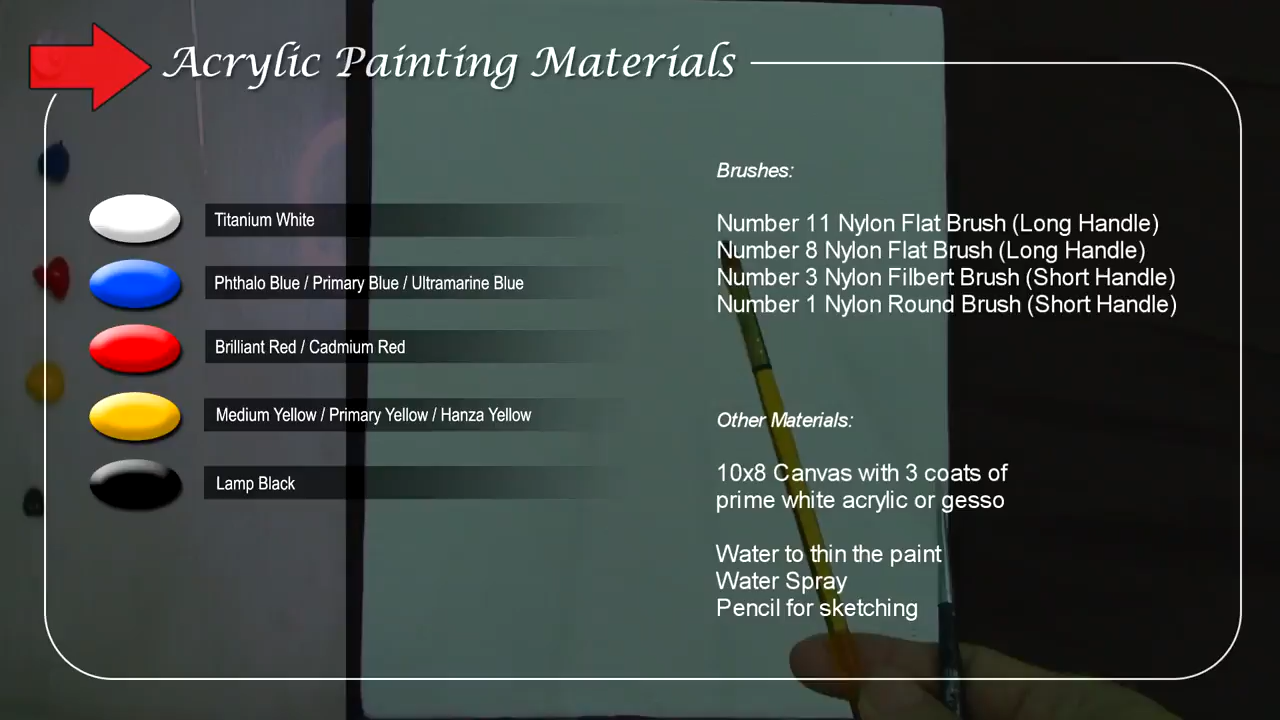 Acrylic Painting Materials
Titanium White
Phthalo Blue / Primary Blue / Ultramarine Blue
Brilliant Red / Cadmium Red
Medium Yellow / Primary Yellow / Hanza Yellow
Lamp Black
Brushes:
Number 11 Nylon Flat Brush (Long Handle)
Number 8 Nylon Flat Brush (Long Handle)
Number 3 Nylon Filbert Brush (Short Handle)
Number 1 Nylon Round Brush (Short Handle)
Other Materials:
10x8 Canvas with 3 coats of
prime white acrylic or gesso
Water to thin the paint
Water Spray
Pencil for sketching